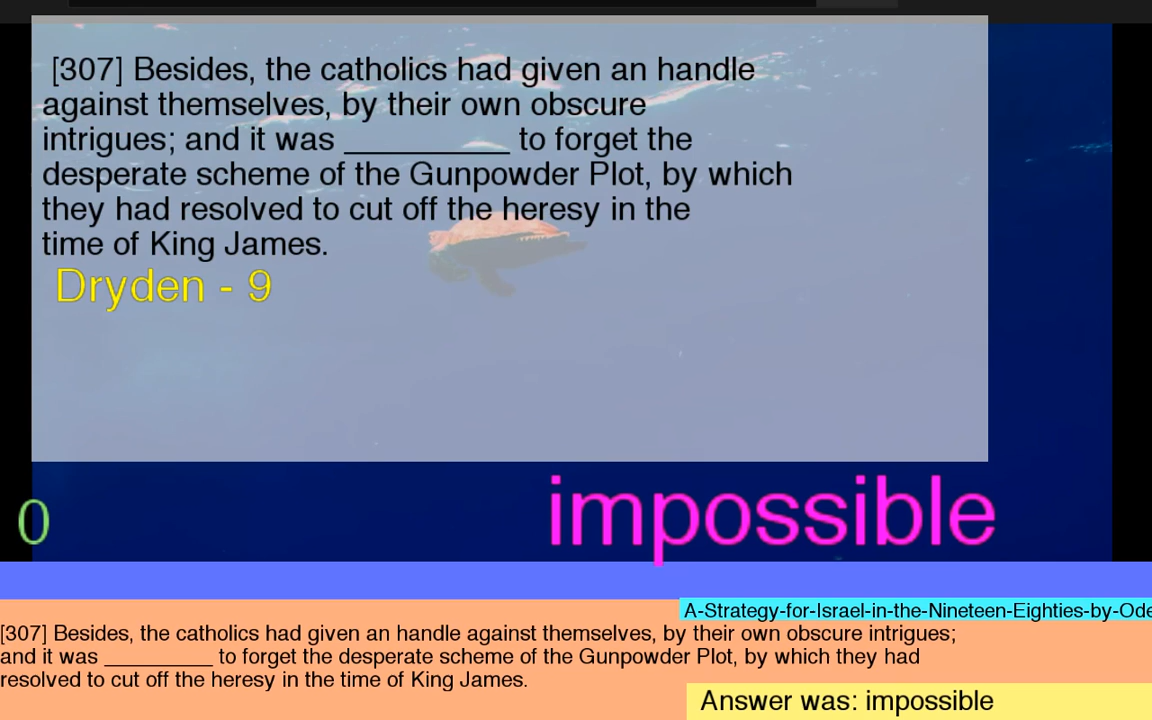 [307] Besides, the catholics had given an handle
against themselves, by their own obscure
intrigues; and it was __________ to forget the
desperate scheme of the Gunpowder Plot, by which
they had resolved to cut off the heresy in the
time of King James.
Dryden - 9
0
impossible
A-Strategy-for-Israel-in-the-Nineteen-Eighties-by-Ode
[307] Besides, the catholics had given an handle against themselves, by their own obscure intrigues;
and it was __________ to forget the desperate scheme of the Gunpowder Plot, by which they had
resolved to cut off the heresy in the time of King James.
Answer was: impossible